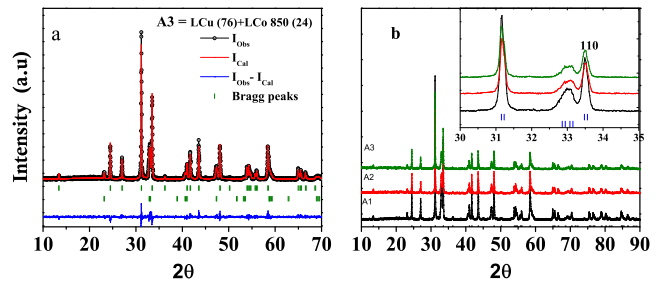 a
A3 = LCu (76)+LCo 850 (24)
I_Obs
I_Cal
I_Obs- I_Cal
Bragg peaks
Intensity (a.u)
10 20 30 40 50 60 70
2θ
b
110
30 31 32 33 34 35
A3
A2
A1
10 20 30 40 50 60 70 80 90
2θ